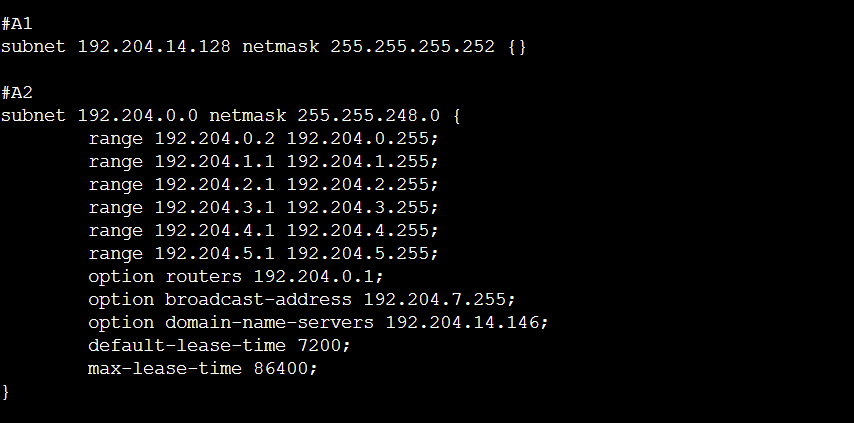 #A1
subnet 192.204.14.128 netmask 255.255.255.252 {}

#A2
subnet 192.204.0.0 netmask 255.255.248.0 {
        range 192.204.0.2 192.204.0.255;
        range 192.204.1.1 192.204.1.255;
        range 192.204.2.1 192.204.2.255;
        range 192.204.3.1 192.204.3.255;
        range 192.204.4.1 192.204.4.255;
        range 192.204.5.1 192.204.5.255;
        option routers 192.204.0.1;
        option broadcast-address 192.204.7.255;
        option domain-name-servers 192.204.14.146;
        default-lease-time 7200;
        max-lease-time 86400;
}